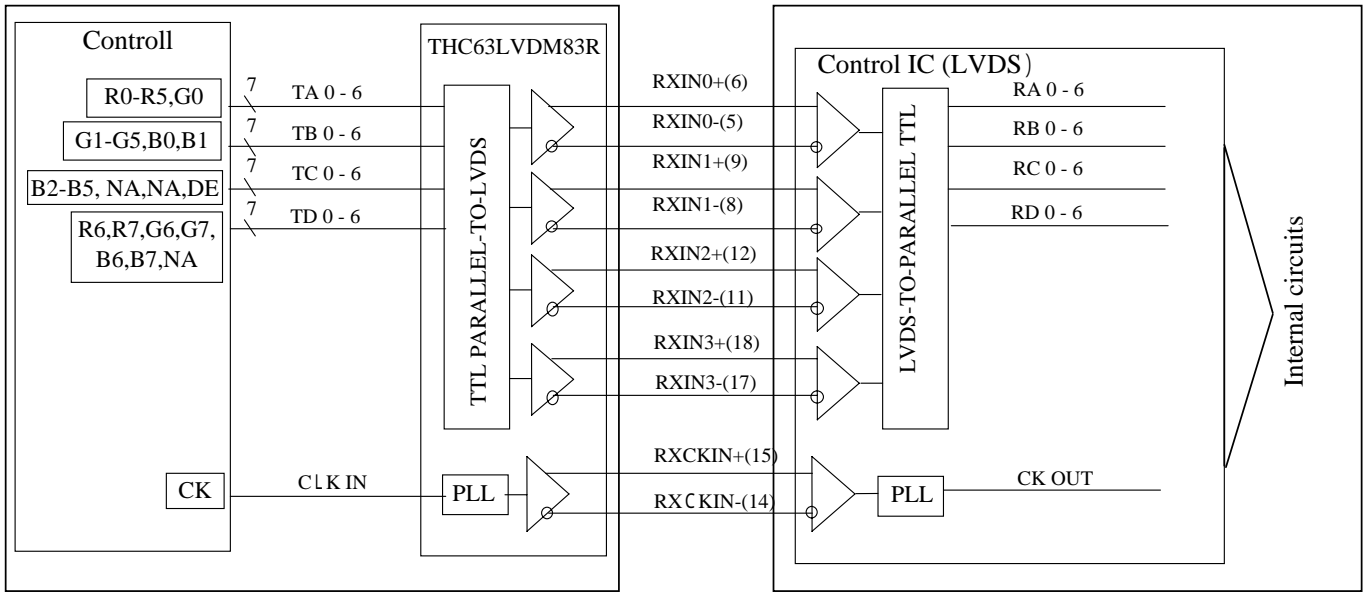 Controll
THC63LVDM83R
Control IC (LVDS)
R0-R5,G0
7
TA 0 - 6
RXIN0+(6)
RA 0 - 6
G1-G5,B0,B1
7
TB 0 - 6
RXIN0-(5)
RB 0 - 6
B2-B5, NA,NA,DE
7
TC 0 - 6
RXIN1+(9)
RC 0 - 6
R6,R7,G6,G7,
B6,B7,NA
7
TD 0 - 6
RXIN1-(8)
RD 0 - 6
RXIN2+(12)
RXIN2-(11)
RXIN3+(18)
RXIN3-(17)
TTL PARALLEL-TO-LVDS
LVDS-TO-PARALLEL TTL
Internal circuits
CK
CLK IN
PLL
RXCKIN+(15)
RXCKIN-(14)
PLL
CK OUT